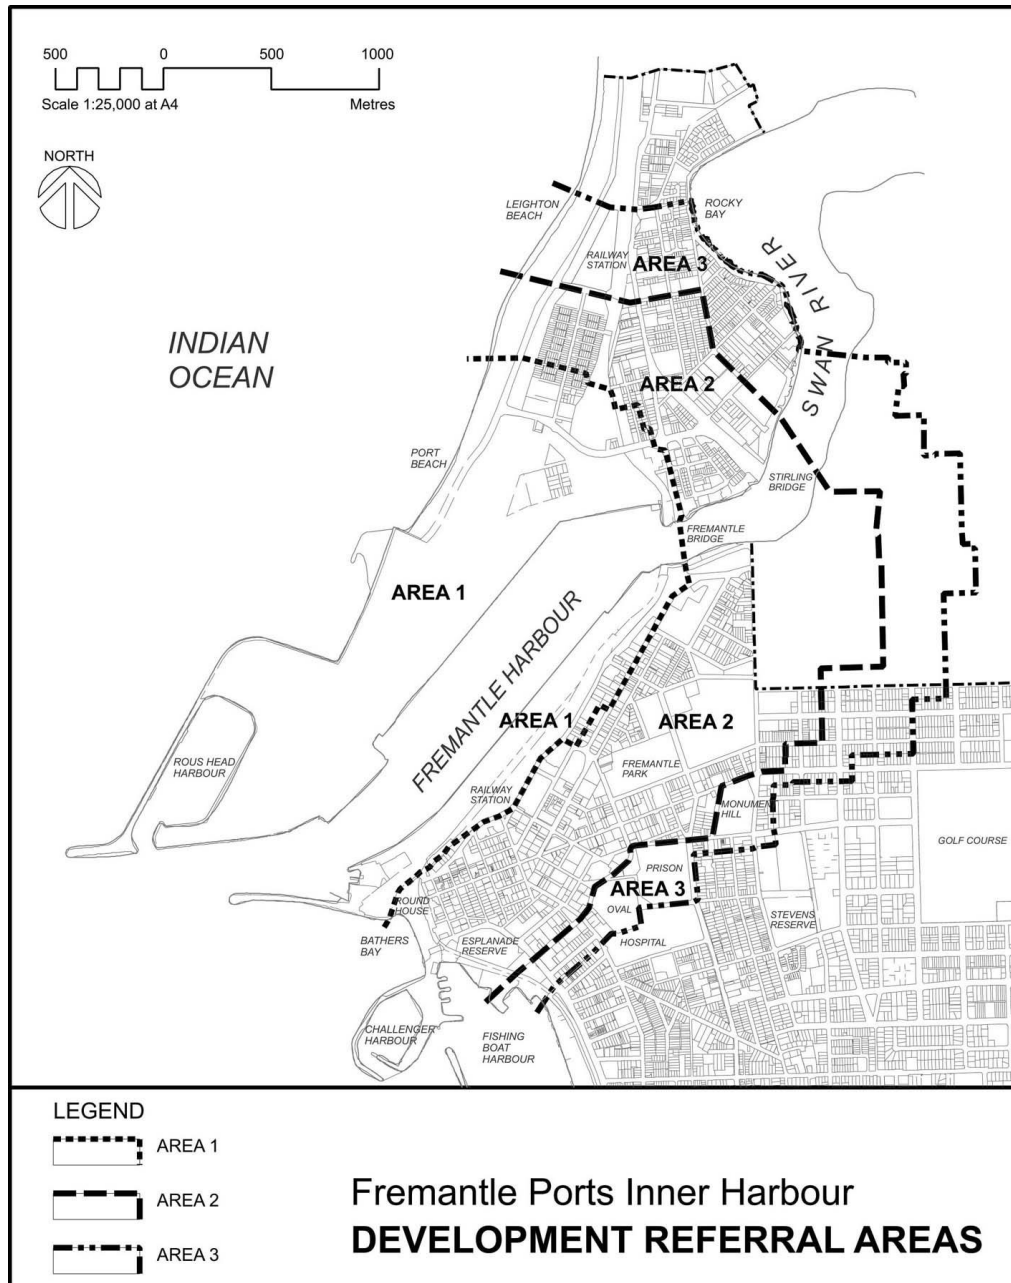 500 0 500 1000
Scale 1:25,000 at A4 Metres
NORTH
LEIGHTON
BEACH
ROCKY
BAY
RAILWAY
STATION
AREA 3
SWAN RIVER
INDIAN
OCEAN
AREA 2
PORT
BEACH
STIRLING
BRIDGE
FREMANTLE
BRIDGE
AREA 1
FREMANTLE HARBOUR
AREA 1
AREA 2
ROUS HEAD
HARBOUR
FREMANTLE
PARK
RAILWAY
STATION
MONUMEN
HILL
GOLF COURSE
PRISON
AREA 3
ROUND
HOUSE
OVAL
STEVENS
RESERVE
BATHERS
BAY
ESPLANADE
RESERVE
HOSPITAL
CHALLENGER
HARBOUR
FISHING
BOAT
HARBOUR
LEGEND
AREA 1
AREA 2
AREA 3
Fremantle Ports Inner Harbour
DEVELOPMENT REFERRAL AREAS